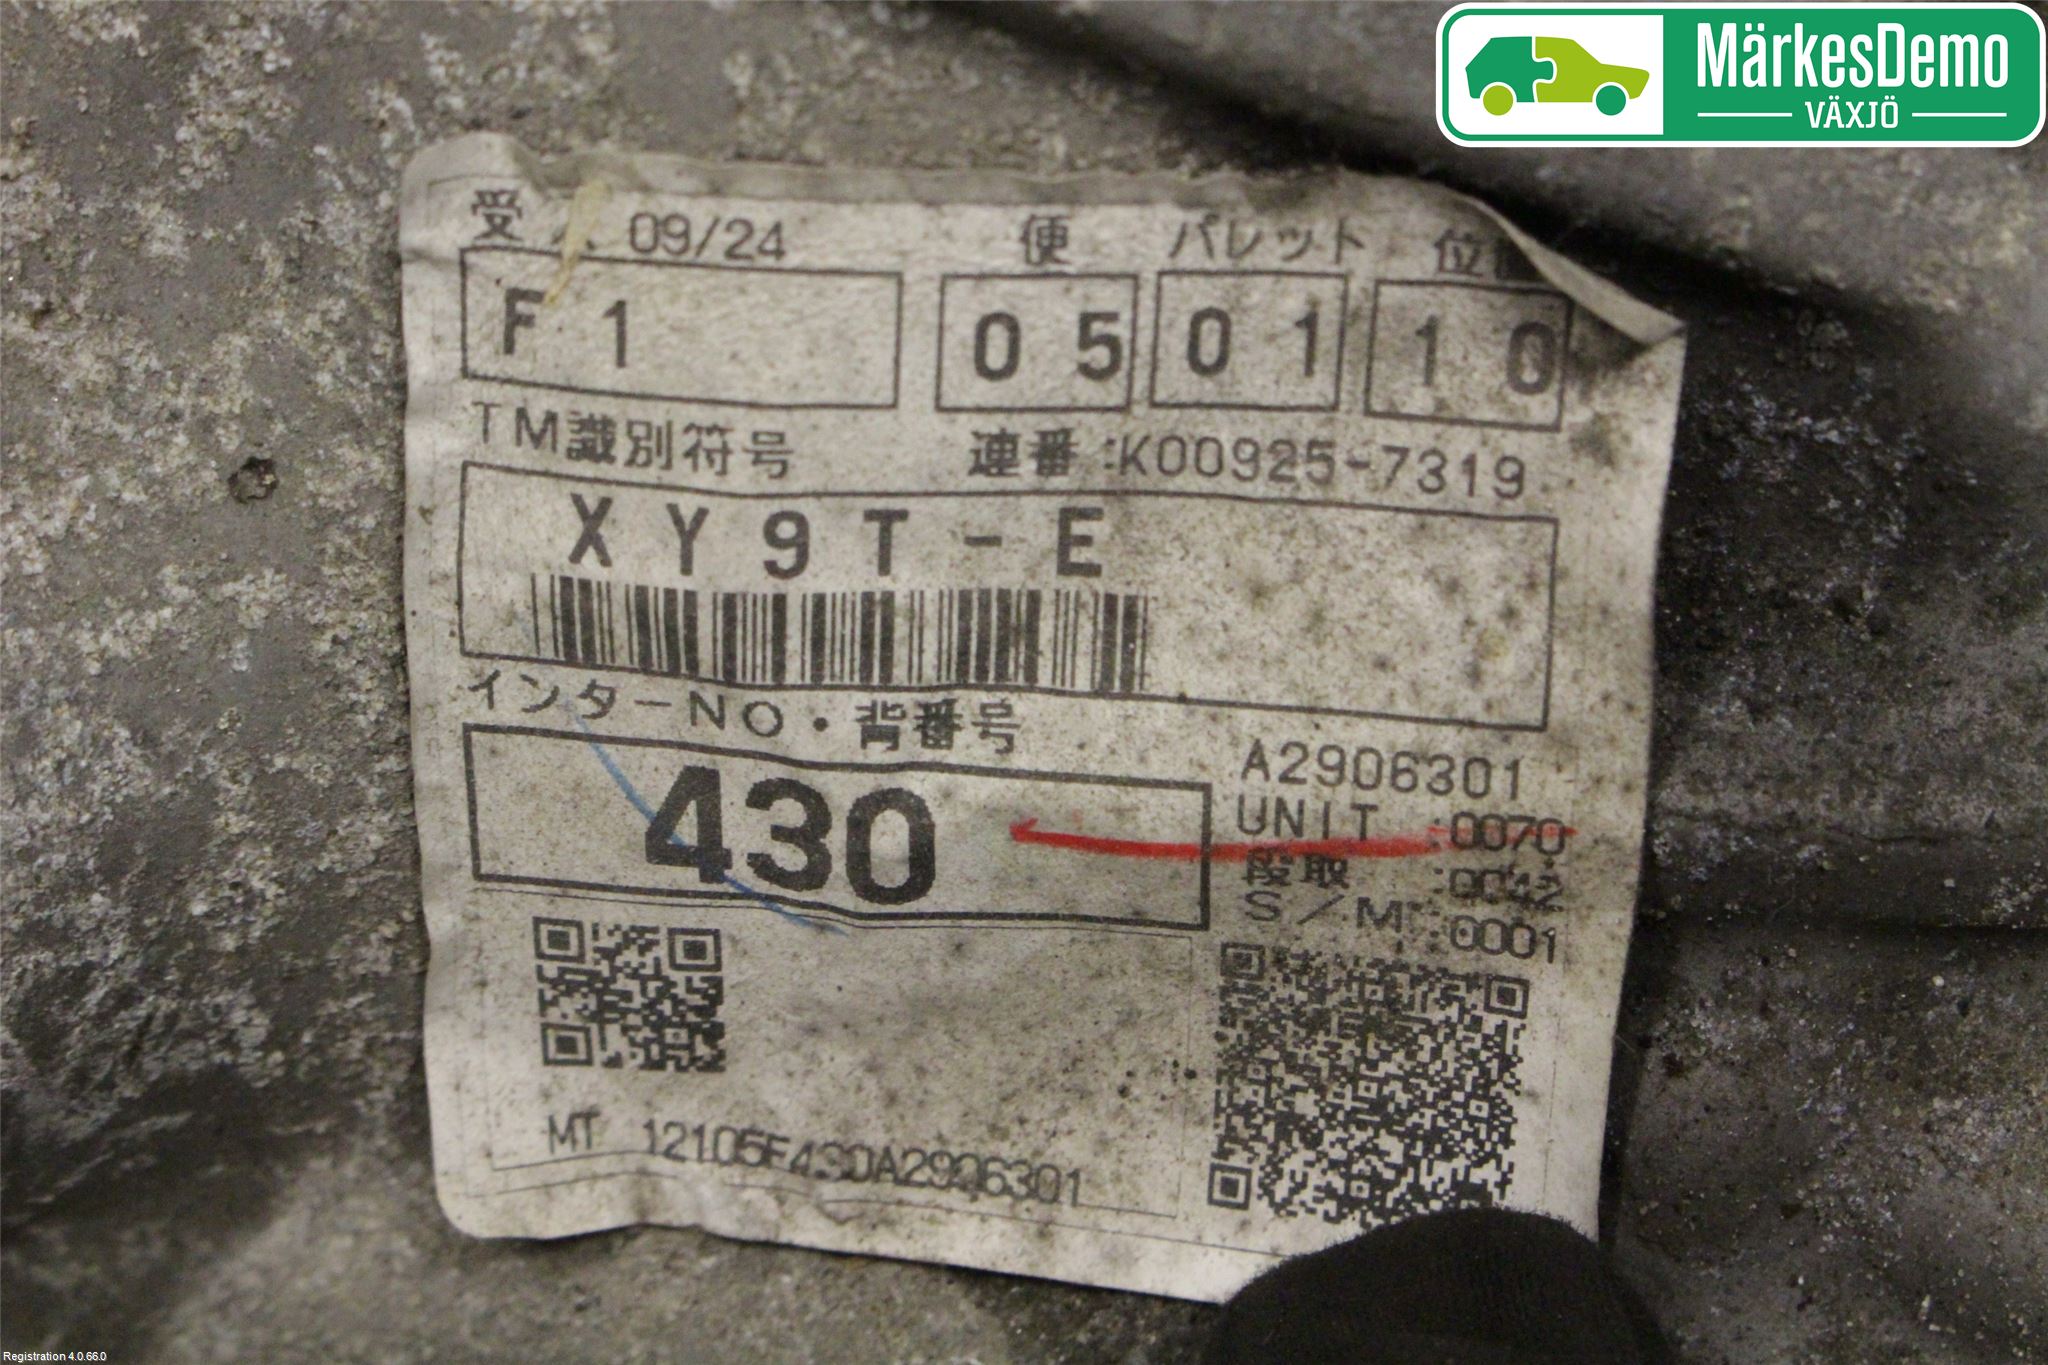 MärkesDemo
VÄXJÖ
受 09/24 便 パレット 位
F 1 0 5 0 1 1 0
TM識別符号 連番:K00925-7319
XY9T-E
インターNO・背番号
430
A2906301
UNIT :0070
段取 :0042
S/M :0001
MT 12105F430A2906301
Registration 4.0.66.0